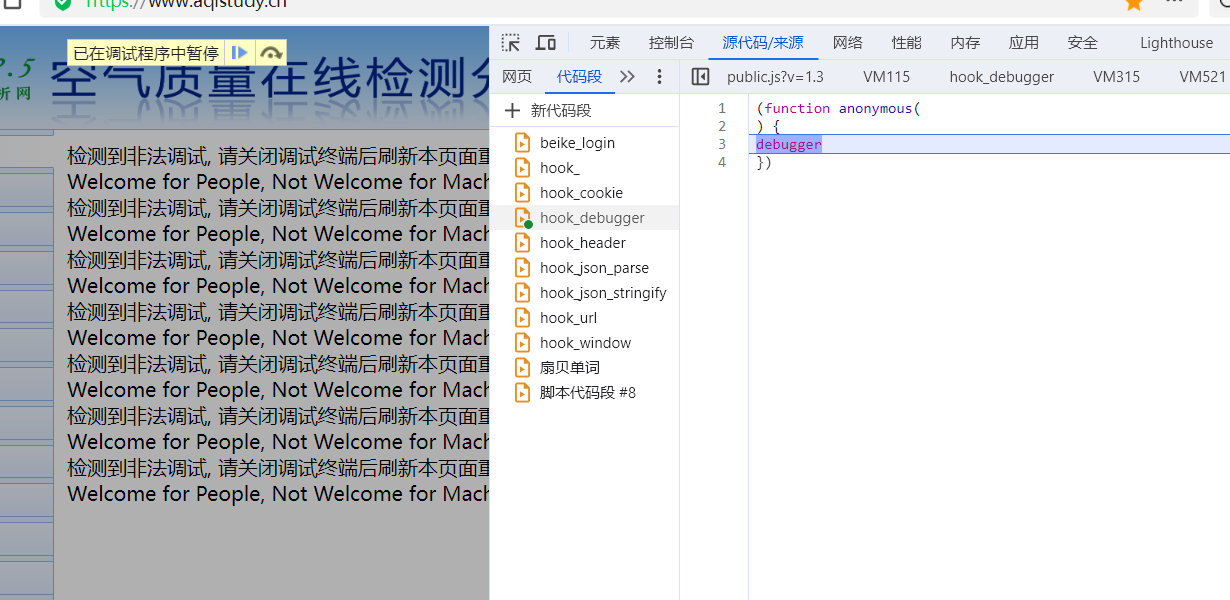 https://www.aqistudy.cn
已在调试程序中暂停
2.5
析网
空气质量在线检测分
检测到非法调试, 请关闭调试终端后刷新本页面重
Welcome for People, Not Welcome for Mach
检测到非法调试, 请关闭调试终端后刷新本页面重
Welcome for People, Not Welcome for Mach
检测到非法调试, 请关闭调试终端后刷新本页面重
Welcome for People, Not Welcome for Mach
检测到非法调试, 请关闭调试终端后刷新本页面重
Welcome for People, Not Welcome for Mach
检测到非法调试, 请关闭调试终端后刷新本页面重
Welcome for People, Not Welcome for Mach
检测到非法调试, 请关闭调试终端后刷新本页面重
Welcome for People, Not Welcome for Mach
检测到非法调试, 请关闭调试终端后刷新本页面重
Welcome for People, Not Welcome for Mach
元素 控制台 源代码/来源 网络 性能 内存 应用 安全 Lighthouse
网页 代码段
public.js?v=1.3 VM115 hook_debugger VM315 VM521
新代码段
beike_login
hook_
hook_cookie
hook_debugger
hook_header
hook_json_parse
hook_json_stringify
hook_url
hook_window
扇贝单词
脚本代码段 #8
1 (function anonymous(
2 ) {
3 debugger
4 })